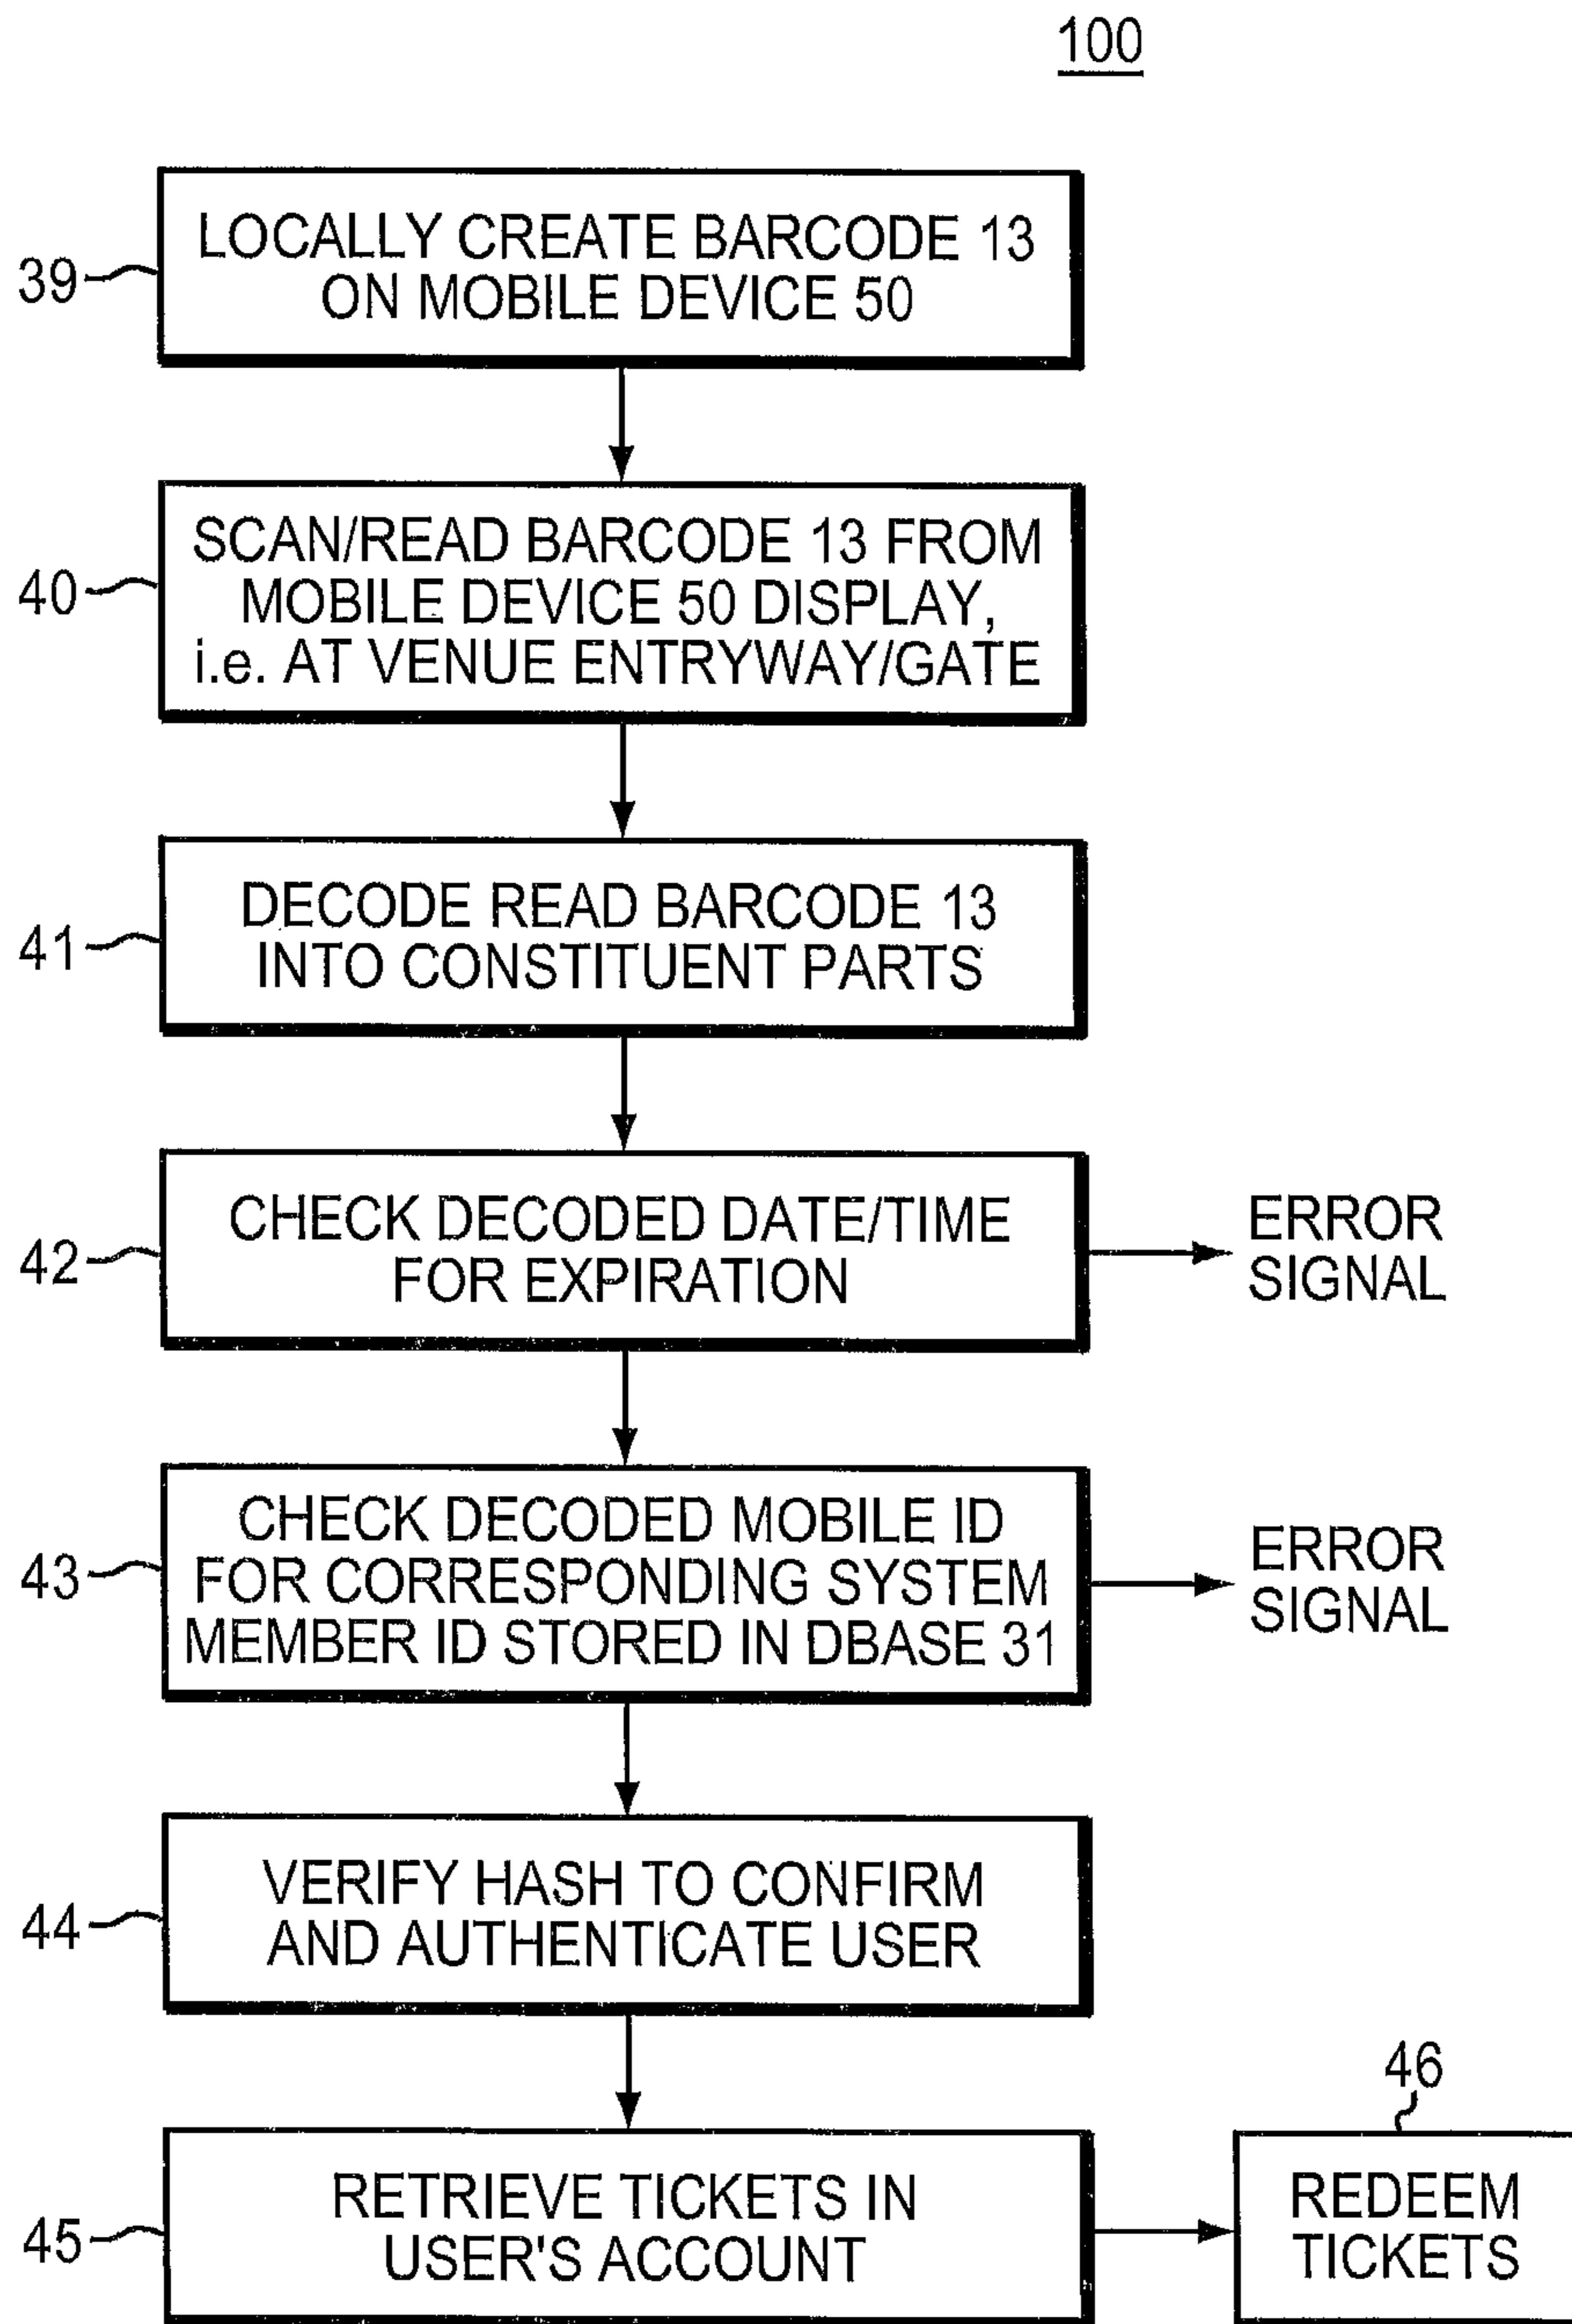 100
39
LOCALLY CREATE BARCODE 13
ON MOBILE DEVICE 50
40
SCAN/READ BARCODE 13 FROM
MOBILE DEVICE 50 DISPLAY,
i.e. AT VENUE ENTRYWAY/GATE
41
DECODE READ BARCODE 13
INTO CONSTITUENT PARTS
42
CHECK DECODED DATE/TIME
FOR EXPIRATION
ERROR
SIGNAL
43
CHECK DECODED MOBILE ID
FOR CORRESPONDING SYSTEM
MEMBER ID STORED IN DBASE 31
ERROR
SIGNAL
44
VERIFY HASH TO CONFIRM
AND AUTHENTICATE USER
45
RETRIEVE TICKETS IN
USER'S ACCOUNT
46
REDEEM
TICKETS